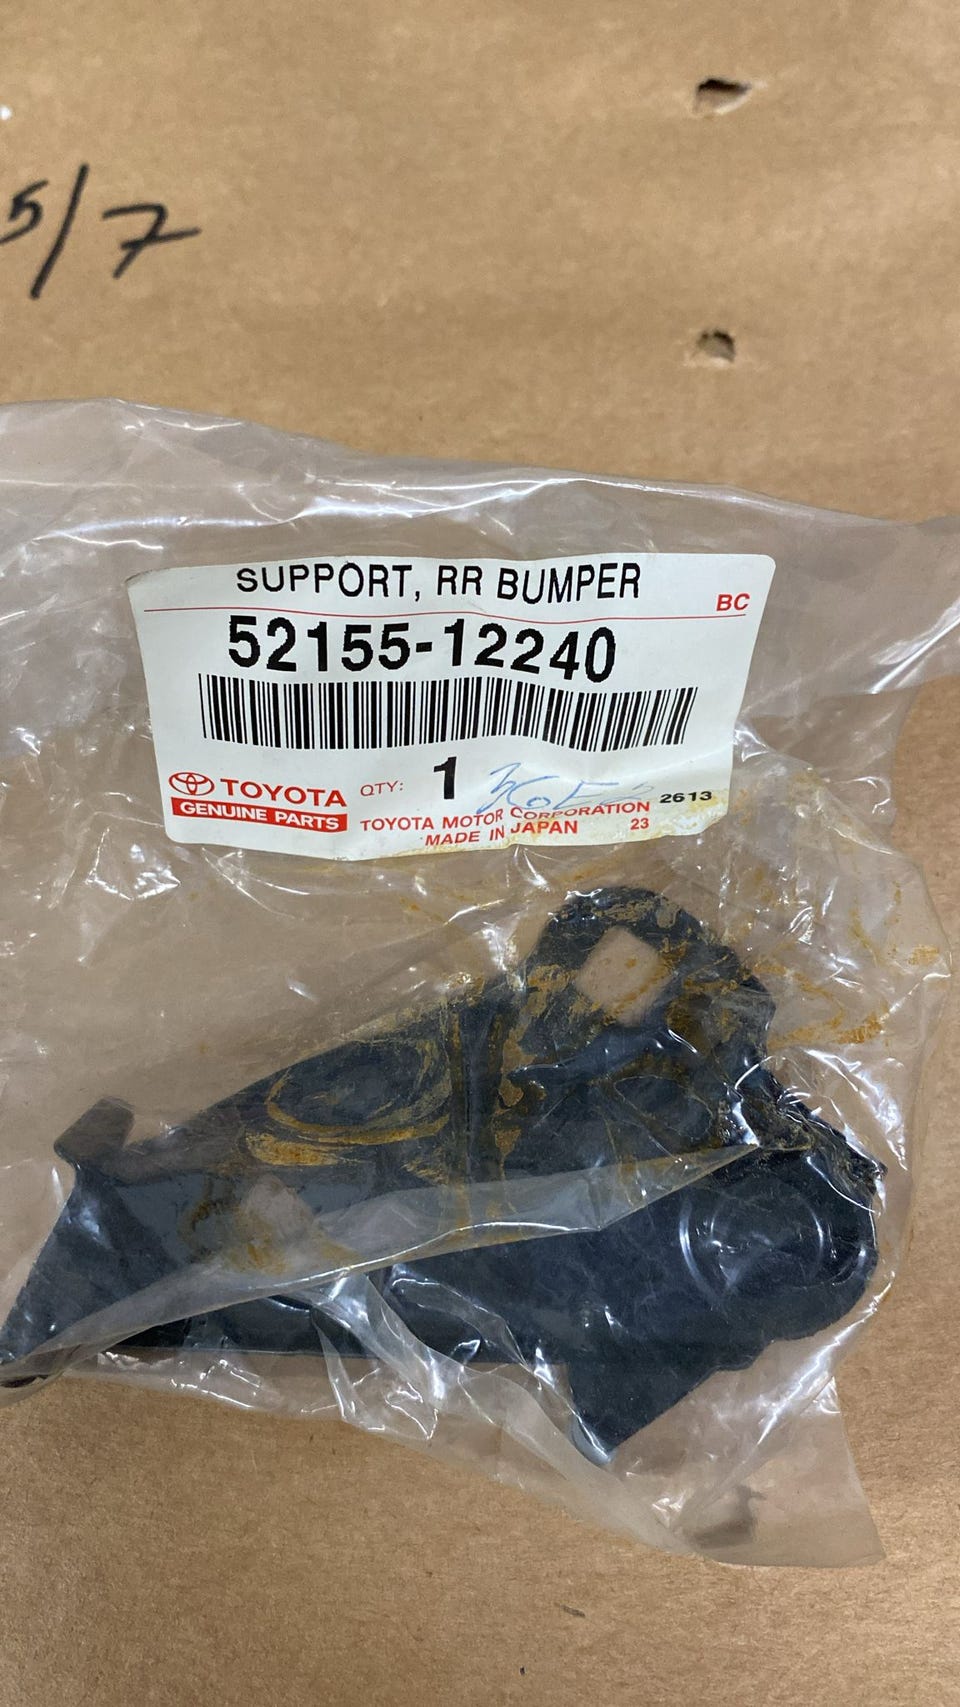 5/7
SUPPORT, RR BUMPER
BC
52155-12240
TOYOTA
GENUINE PARTS
QTY: 1
2613
TOYOTA MOTOR CORPORATION
MADE IN JAPAN 23